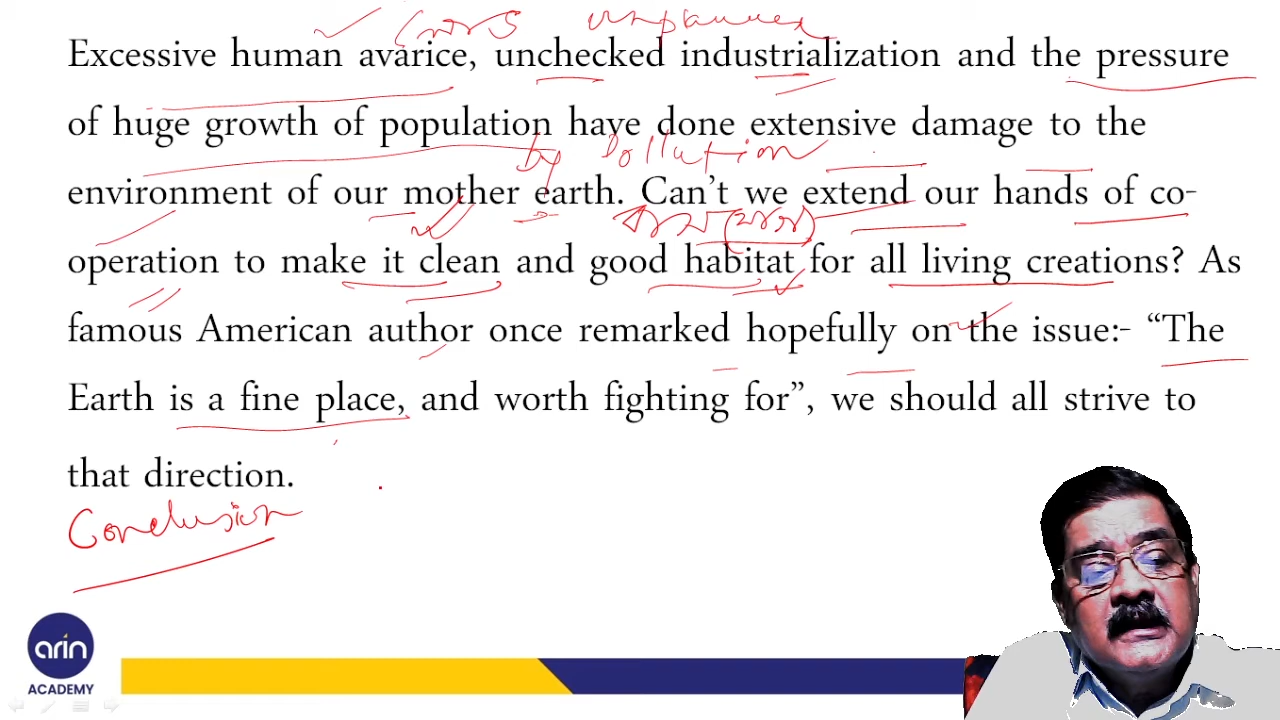 unplanned
Excessive human avarice, unchecked industrialization and the pressure
of huge growth of population have done extensive damage to the
by Pollution
environment of our mother earth. Can't we extend our hands of co-
operation to make it clean and good habitat for all living creations? As
famous American author once remarked hopefully on the issue:- “The
Earth is a fine place, and worth fighting for”, we should all strive to
that direction.
Conclusion
arin
ACADEMY